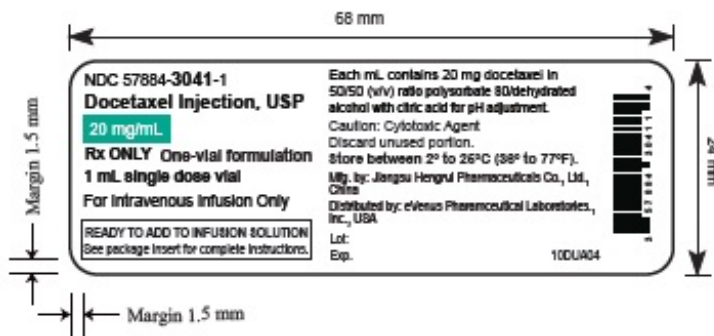 68 mm
NDC 57884-3041-1
Docetaxel Injection, USP
20 mg/mL
Rx ONLY One-vial formulation
1 mL single dose vial
For Intravenous Infusion Only
READY TO ADD TO INFUSION SOLUTION
See package insert for complete instructions.
Each mL contains 20 mg docetaxel in
50/50 (v/v) ratio polysorbate 80/dehydrated
alcohol with citric acid for pH adjustment.
Caution: Cytotoxic Agent
Discard unused portion.
Store between 2° to 25°C (36° to 77°F).
Mfg. by: Jiangsu Hengrui Pharmaceuticals Co., Ltd.,
China
Distributed by: eVenus Pharamceutical Laboratories,
Inc., USA
Lot:
Exp.
10DUA04
24 mm
Margin 1.5 mm
Margin 1.5 mm